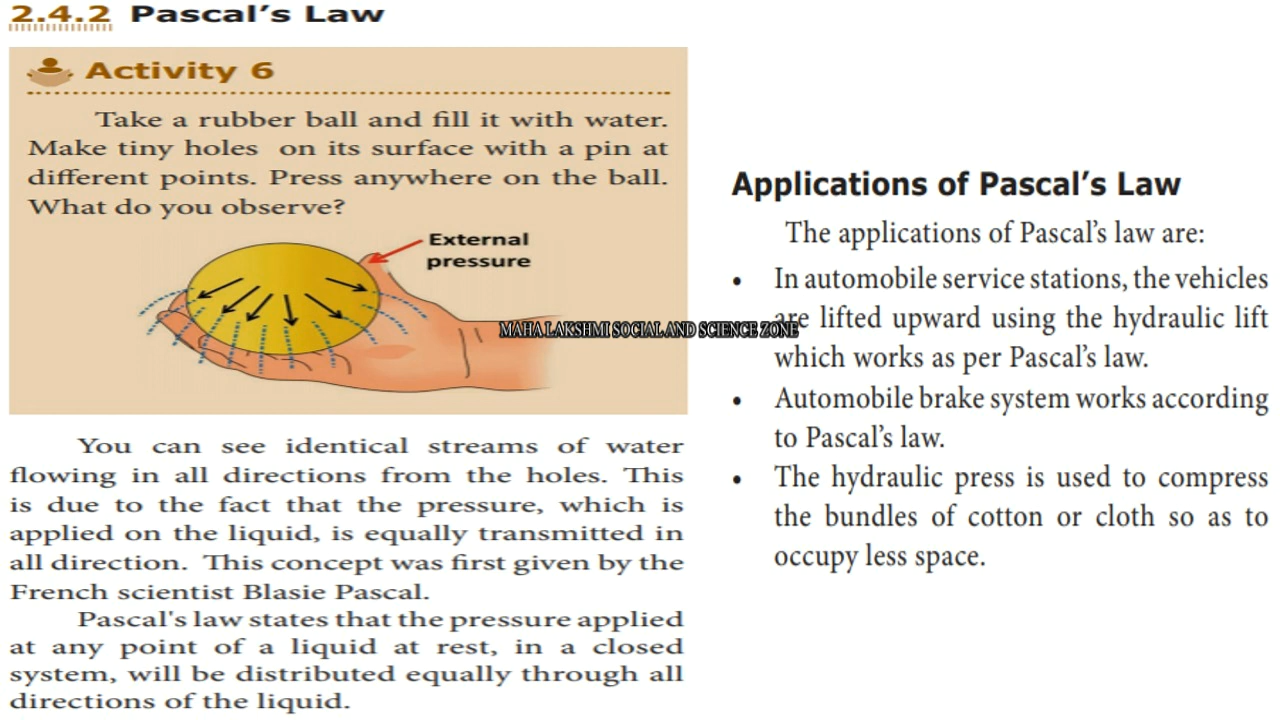 2.4.2 Pascal's Law
Activity 6
Take a rubber ball and fill it with water.
Make tiny holes on its surface with a pin at
different points. Press anywhere on the ball.
What do you observe?
External
pressure
You can see identical streams of water
flowing in all directions from the holes. This
is due to the fact that the pressure, which is
applied on the liquid, is equally transmitted in
all direction. This concept was first given by the
French scientist Blasie Pascal.
Pascal's law states that the pressure applied
at any point of a liquid at rest, in a closed
system, will be distributed equally through all
directions of the liquid.
MAHA LAKSHMI SOCIAL AND SCIENCE ZONE
Applications of Pascal's Law
The applications of Pascal's law are:
• In automobile service stations, the vehicles
are lifted upward using the hydraulic lift
which works as per Pascal's law.
• Automobile brake system works according
to Pascal's law.
• The hydraulic press is used to compress
the bundles of cotton or cloth so as to
occupy less space.